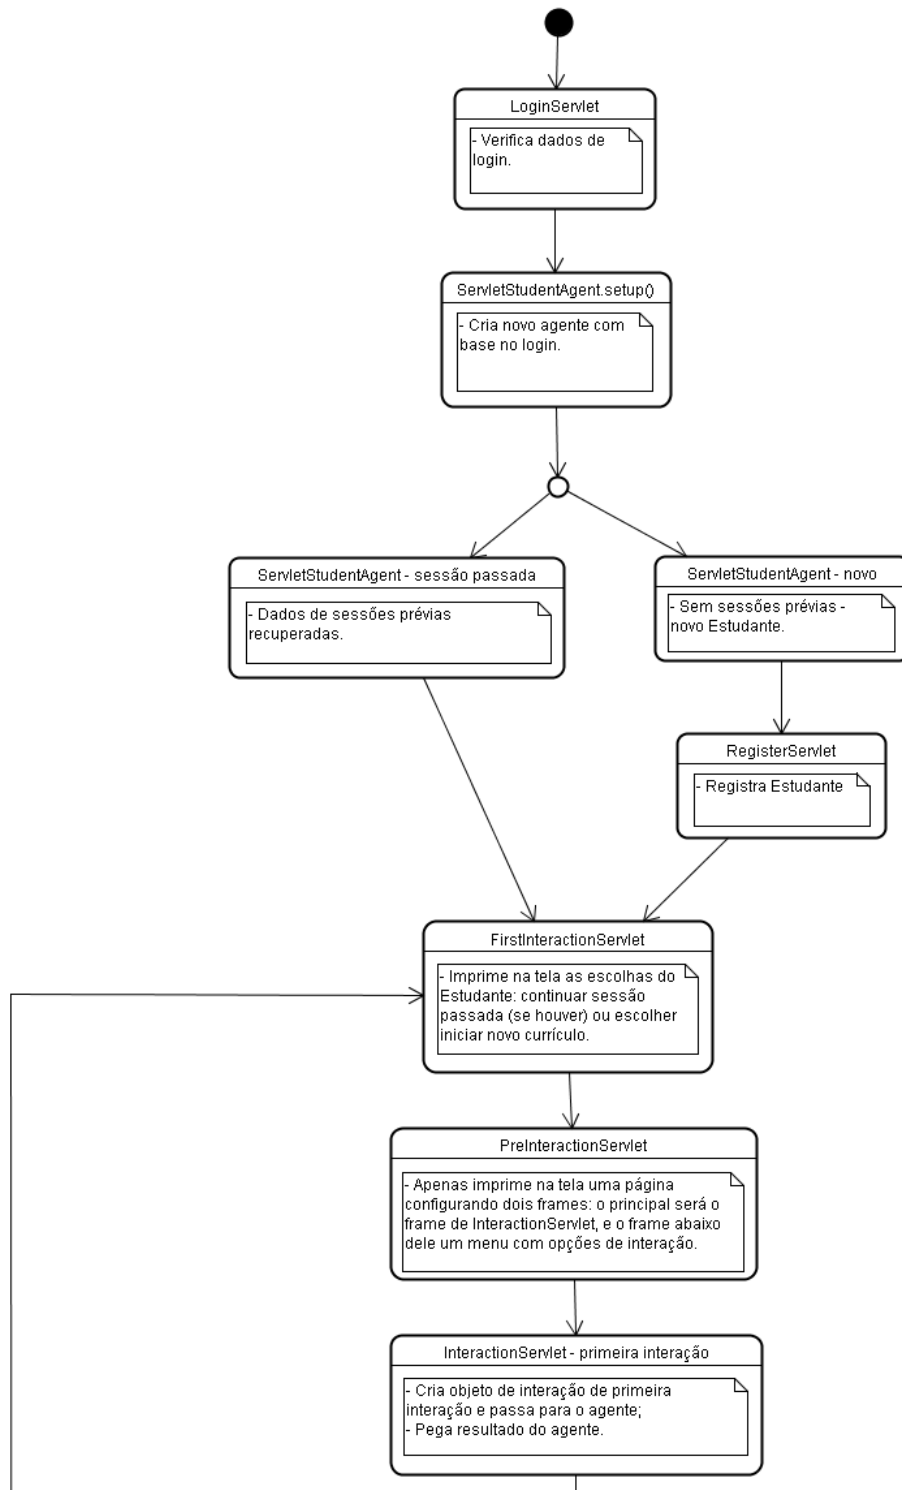 LoginServlet
- Verifica dados de
login.
ServletStudentAgent.setup()
- Cria novo agente com
base no login.
ServletStudentAgent - sessão passada
- Dados de sessões prévias
recuperadas.
ServletStudentAgent - novo
- Sem sessões prévias -
novo Estudante.
RegisterServlet
- Registra Estudante
FirstInteractionServlet
- Imprime na tela as escolhas do
Estudante: continuar sessão
passada (se houver) ou escolher
iniciar novo currículo.
PreInteractionServlet
- Apenas imprime na tela uma página
configurando dois frames: o principal será o
frame de InteractionServlet, e o frame abaixo
dele um menu com opções de interação.
InteractionServlet - primeira interação
- Cria objeto de interação de primeira
interação e passa para o agente;
- Pega resultado do agente.